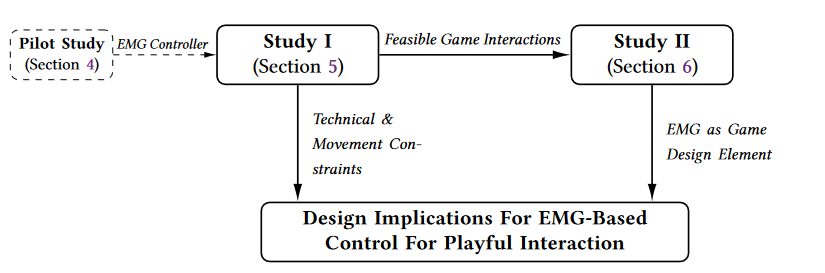 Pilot Study
(Section 4)
EMG Controller
Study I
(Section 5)
Feasible Game Interactions
Study II
(Section 6)
Technical &
Movement Con-
straints
EMG as Game
Design Element
Design Implications For EMG-Based
Control For Playful Interaction